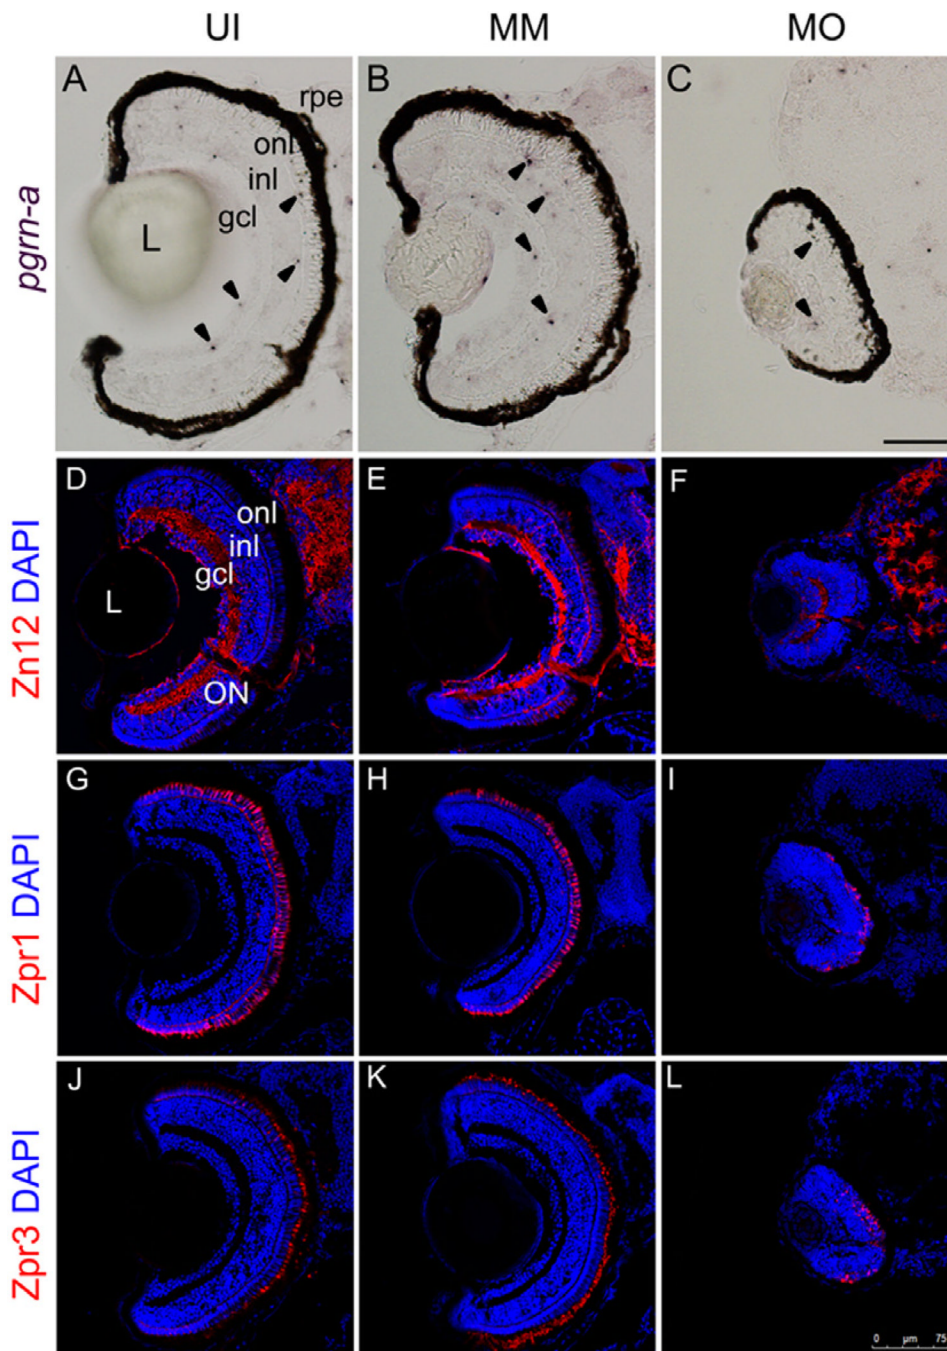 UI MM MO
pgrn-a
A rpe
onl
inl
gcl
L
B
C
Zn12 DAPI
D onl
inl
gcl
L
ON
E
F
Zpr1 DAPI
G H I
Zpr3 DAPI
J K L
0 µm 75